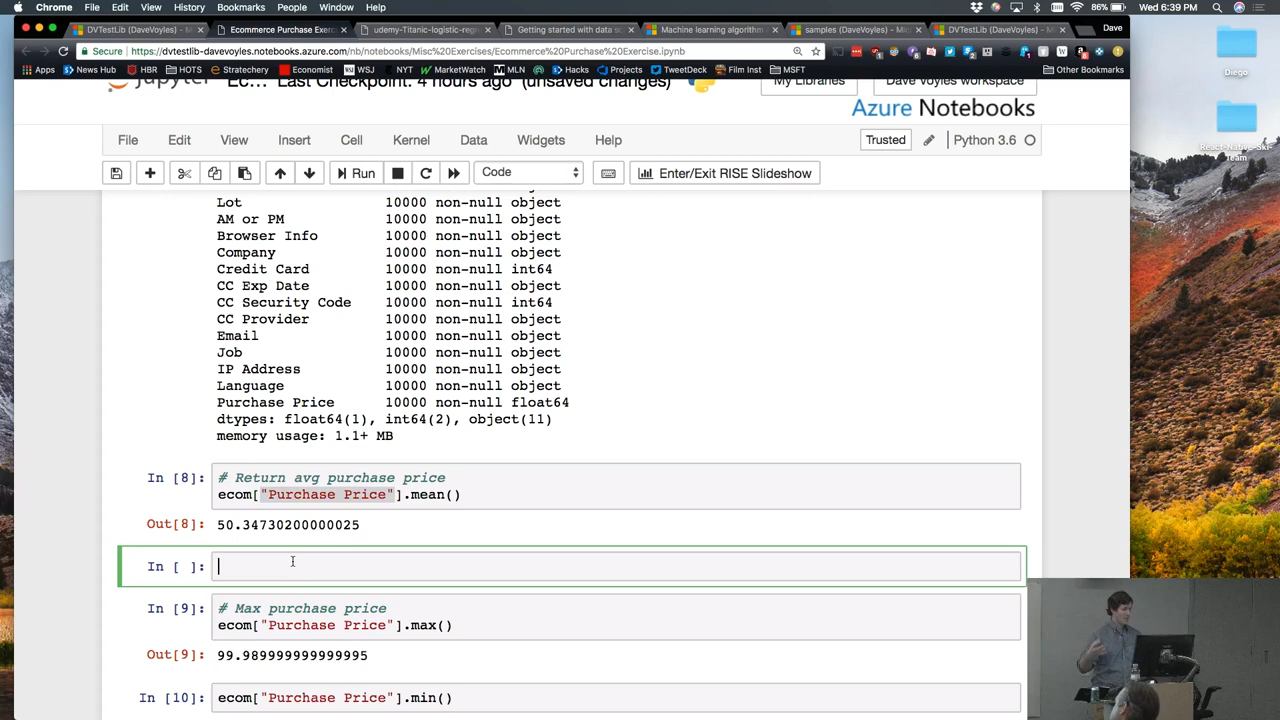 Chrome File Edit View History Bookmarks People Window Help 86% Wed 6:39 PM
DVTestLib (DaveVoyles) - M Ecommerce Purchase Exerc udemy-Titanic-logistic-reg Getting started with data sc Machine learning algorithm samples (DaveVoyles) - Mi DVTestLib (DaveVoyles) - M Dave
Secure https://dvtestlib-davevoyles.notebooks.azure.com/nb/notebooks/Misc%20Exercises/Ecommerce%20Purchase%20Exercise.ipynb
Apps News Hub HBR HOTS Stratechery Economist WSJ NYT MarketWatch MLN Hacks Projects TweetDeck Film Inst MSFT Other Bookmarks
Diego
React-Native-Ski-Team
jupyter Ec... Last Checkpoint: 4 hours ago (unsaved changes) My Libraries Dave Voyles workspace
Azure Notebooks
File Edit View Insert Cell Kernel Data Widgets Help Trusted Python 3.6
Run Code Enter/Exit RISE Slideshow
Lot 10000 non-null object
AM or PM 10000 non-null object
Browser Info 10000 non-null object
Company 10000 non-null object
Credit Card 10000 non-null int64
CC Exp Date 10000 non-null object
CC Security Code 10000 non-null int64
CC Provider 10000 non-null object
Email 10000 non-null object
Job 10000 non-null object
IP Address 10000 non-null object
Language 10000 non-null object
Purchase Price 10000 non-null float64
dtypes: float64(1), int64(2), object(11)
memory usage: 1.1+ MB
In [8]: # Return avg purchase price
ecom["Purchase Price"].mean()
Out[8]: 50.34730200000025
In [ ]:
In [9]: # Max purchase price
ecom["Purchase Price"].max()
Out[9]: 99.989999999999995
In [10]: ecom["Purchase Price"].min()